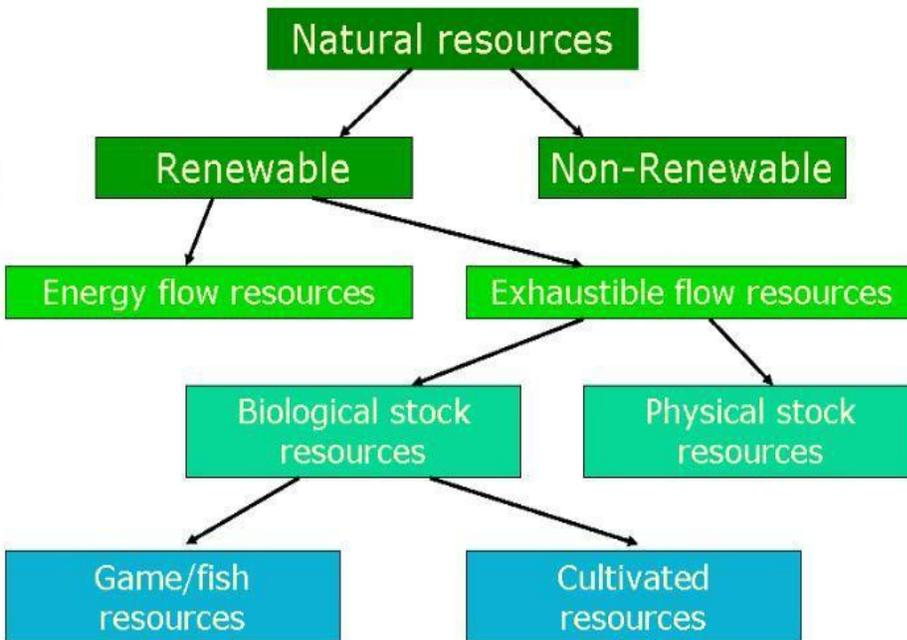 Natural resources
Renewable
Non-Renewable
Energy flow resources
Exhaustible flow resources
Biological stock
resources
Physical stock
resources
Game/fish
resources
Cultivated
resources